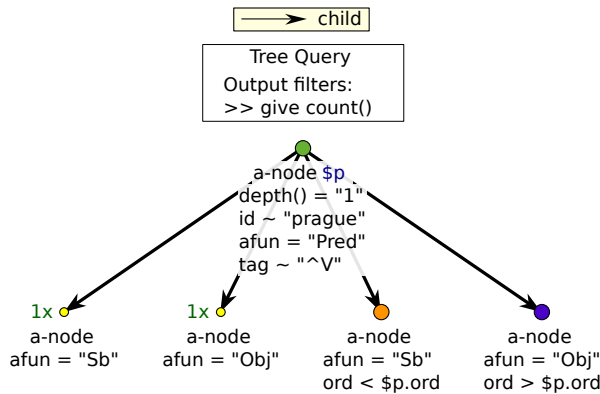 child
Tree Query
Output filters:
>> give count()
a-node $p
depth() = "1"
id ~ "prague"
afun = "Pred"
tag ~ "^V"
1x
a-node
afun = "Sb"
1x
a-node
afun = "Obj"
a-node
afun = "Sb"
ord < $p.ord
a-node
afun = "Obj"
ord > $p.ord